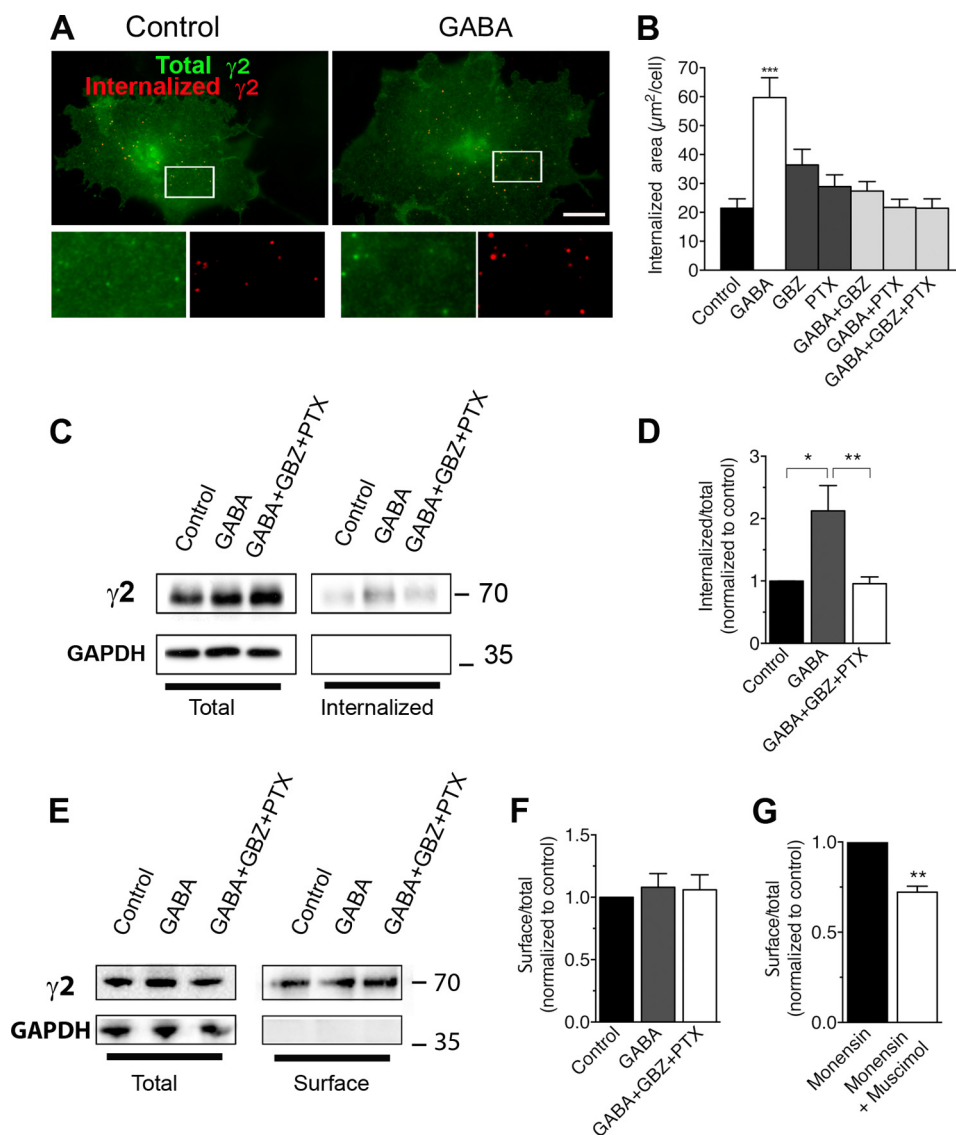 A
Control
GABA
Total γ2
Internalized γ2
B
Internalized area (µm²/cell)
70
60
50
40
30
20
10
0
***
Control
GABA
GBZ
PTX
GABA+GBZ
GABA+PTX
GABA+GBZ+PTX
C
Control
GABA
GABA+GBZ+PTX
Control
GABA
GABA+GBZ+PTX
γ2
– 70
GAPDH
– 35
Total
Internalized
D
Internalized/total
(normalized to control)
3
2
1
0
*
**
Control
GABA
GABA+GBZ+PTX
E
Control
GABA
GABA+GBZ+PTX
Control
GABA
GABA+GBZ+PTX
γ2
– 70
GAPDH
– 35
Total
Surface
F
Surface/total
(normalized to control)
1.5
1.0
0.5
0.0
Control
GABA
GABA+GBZ+PTX
G
Surface/total
(normalized to control)
1.0
0.5
0.0
**
Monensin
Monensin
+ Muscimol